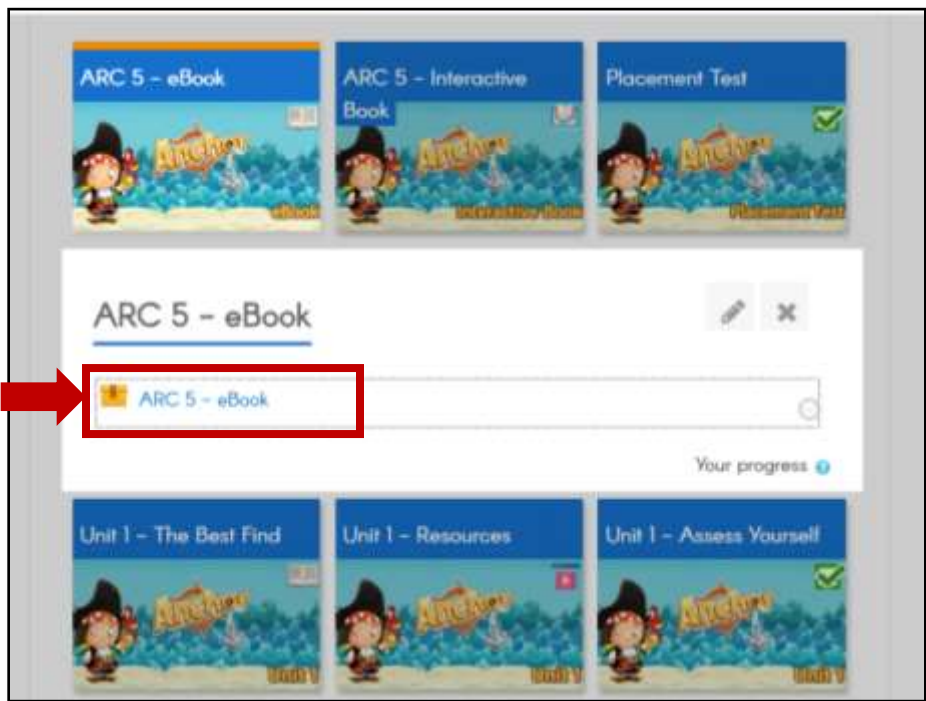 ARC 5 – eBook
ARC 5 – Interactive
Book
Placement Test
Anchor
eBook
Anchor
Interactive Book
Anchor
Placement Test
ARC 5 – eBook
ARC 5 – eBook
Your progress
Unit 1 – The Best Find
Unit 1 – Resources
Unit 1 – Assess Yourself
Anchor
Unit 1
Anchor
Unit 1
Anchor
Unit 1